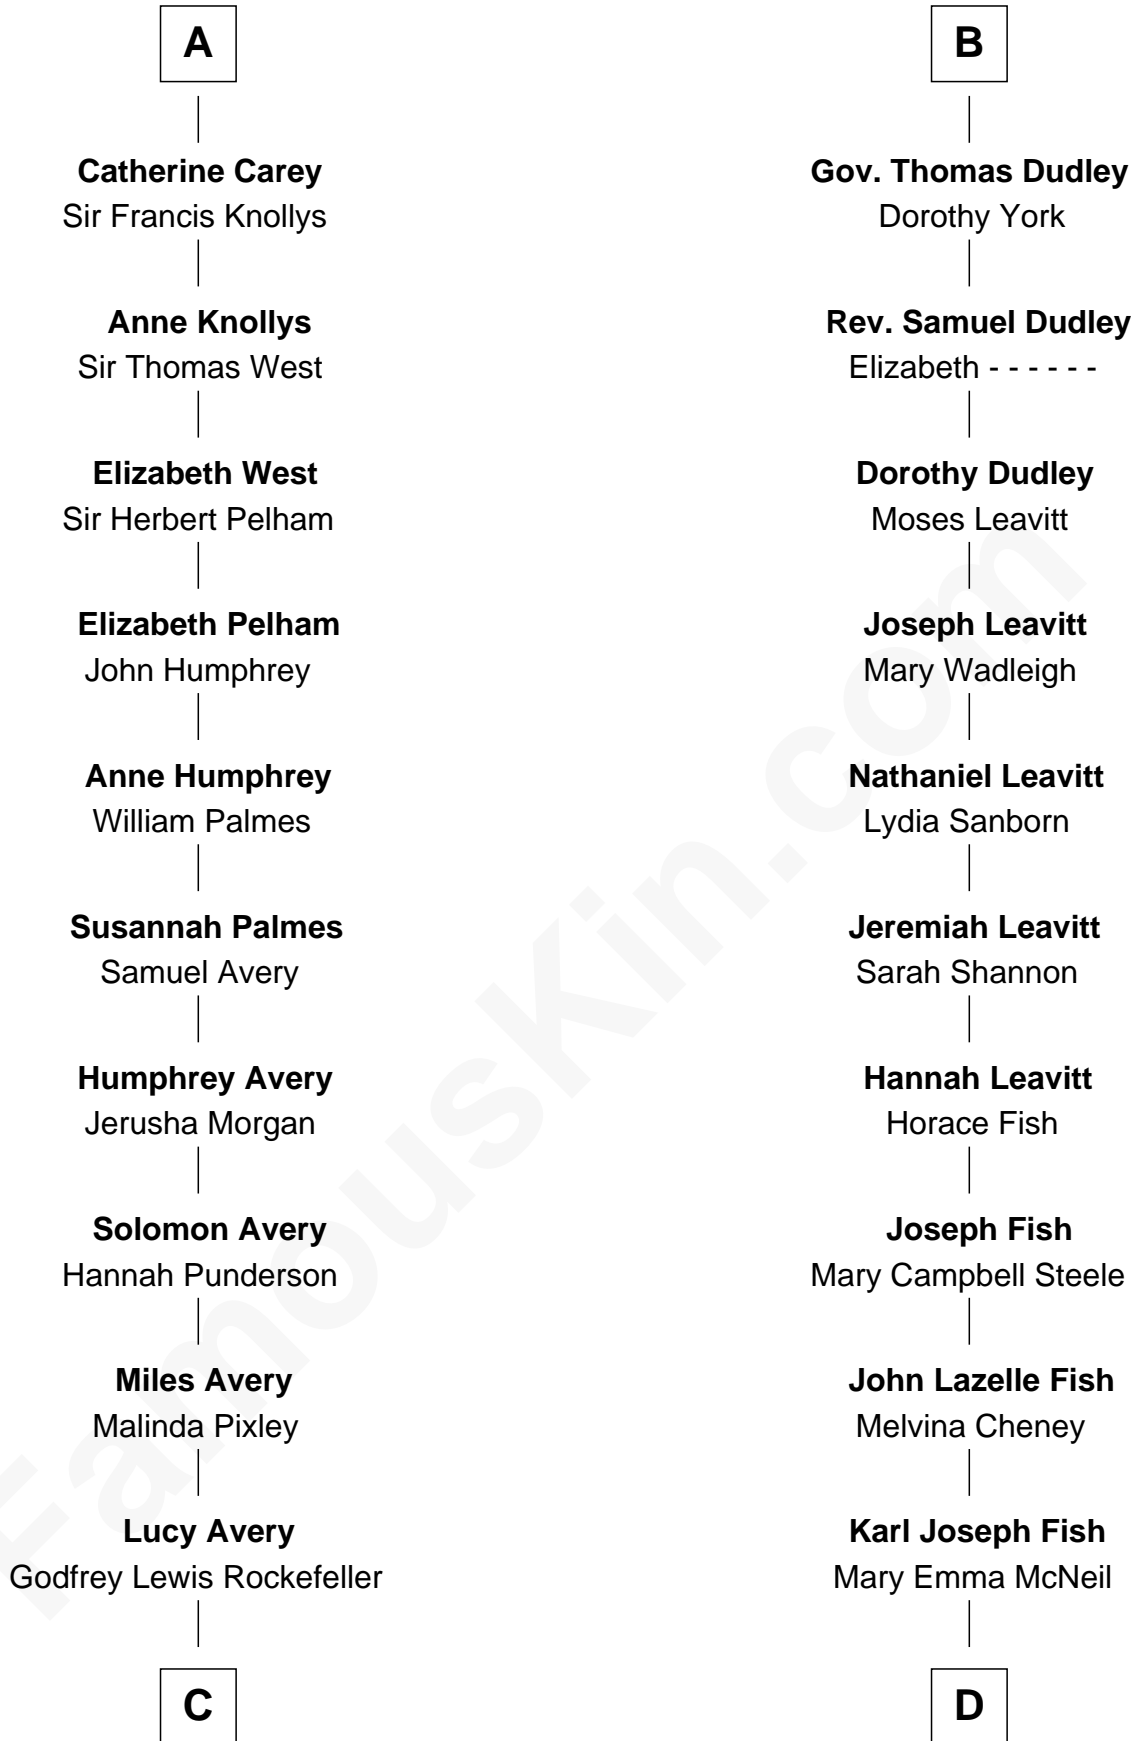 A
Catherine Carey
Sir Francis Knollys
Anne Knollys
Sir Thomas West
Elizabeth West
Sir Herbert Pelham
Elizabeth Pelham
John Humphrey
Anne Humphrey
William Palmes
Susannah Palmes
Samuel Avery
Humphrey Avery
Jerusha Morgan
Solomon Avery
Hannah Punderson
Miles Avery
Malinda Pixley
Lucy Avery
Godfrey Lewis Rockefeller
C
B
Gov. Thomas Dudley
Dorothy York
Rev. Samuel Dudley
Elizabeth - - - - - -
Dorothy Dudley
Moses Leavitt
Joseph Leavitt
Mary Wadleigh
Nathaniel Leavitt
Lydia Sanborn
Jeremiah Leavitt
Sarah Shannon
Hannah Leavitt
Horace Fish
Joseph Fish
Mary Campbell Steele
John Lazelle Fish
Melvina Cheney
Karl Joseph Fish
Mary Emma McNeil
D
FamousKin.com